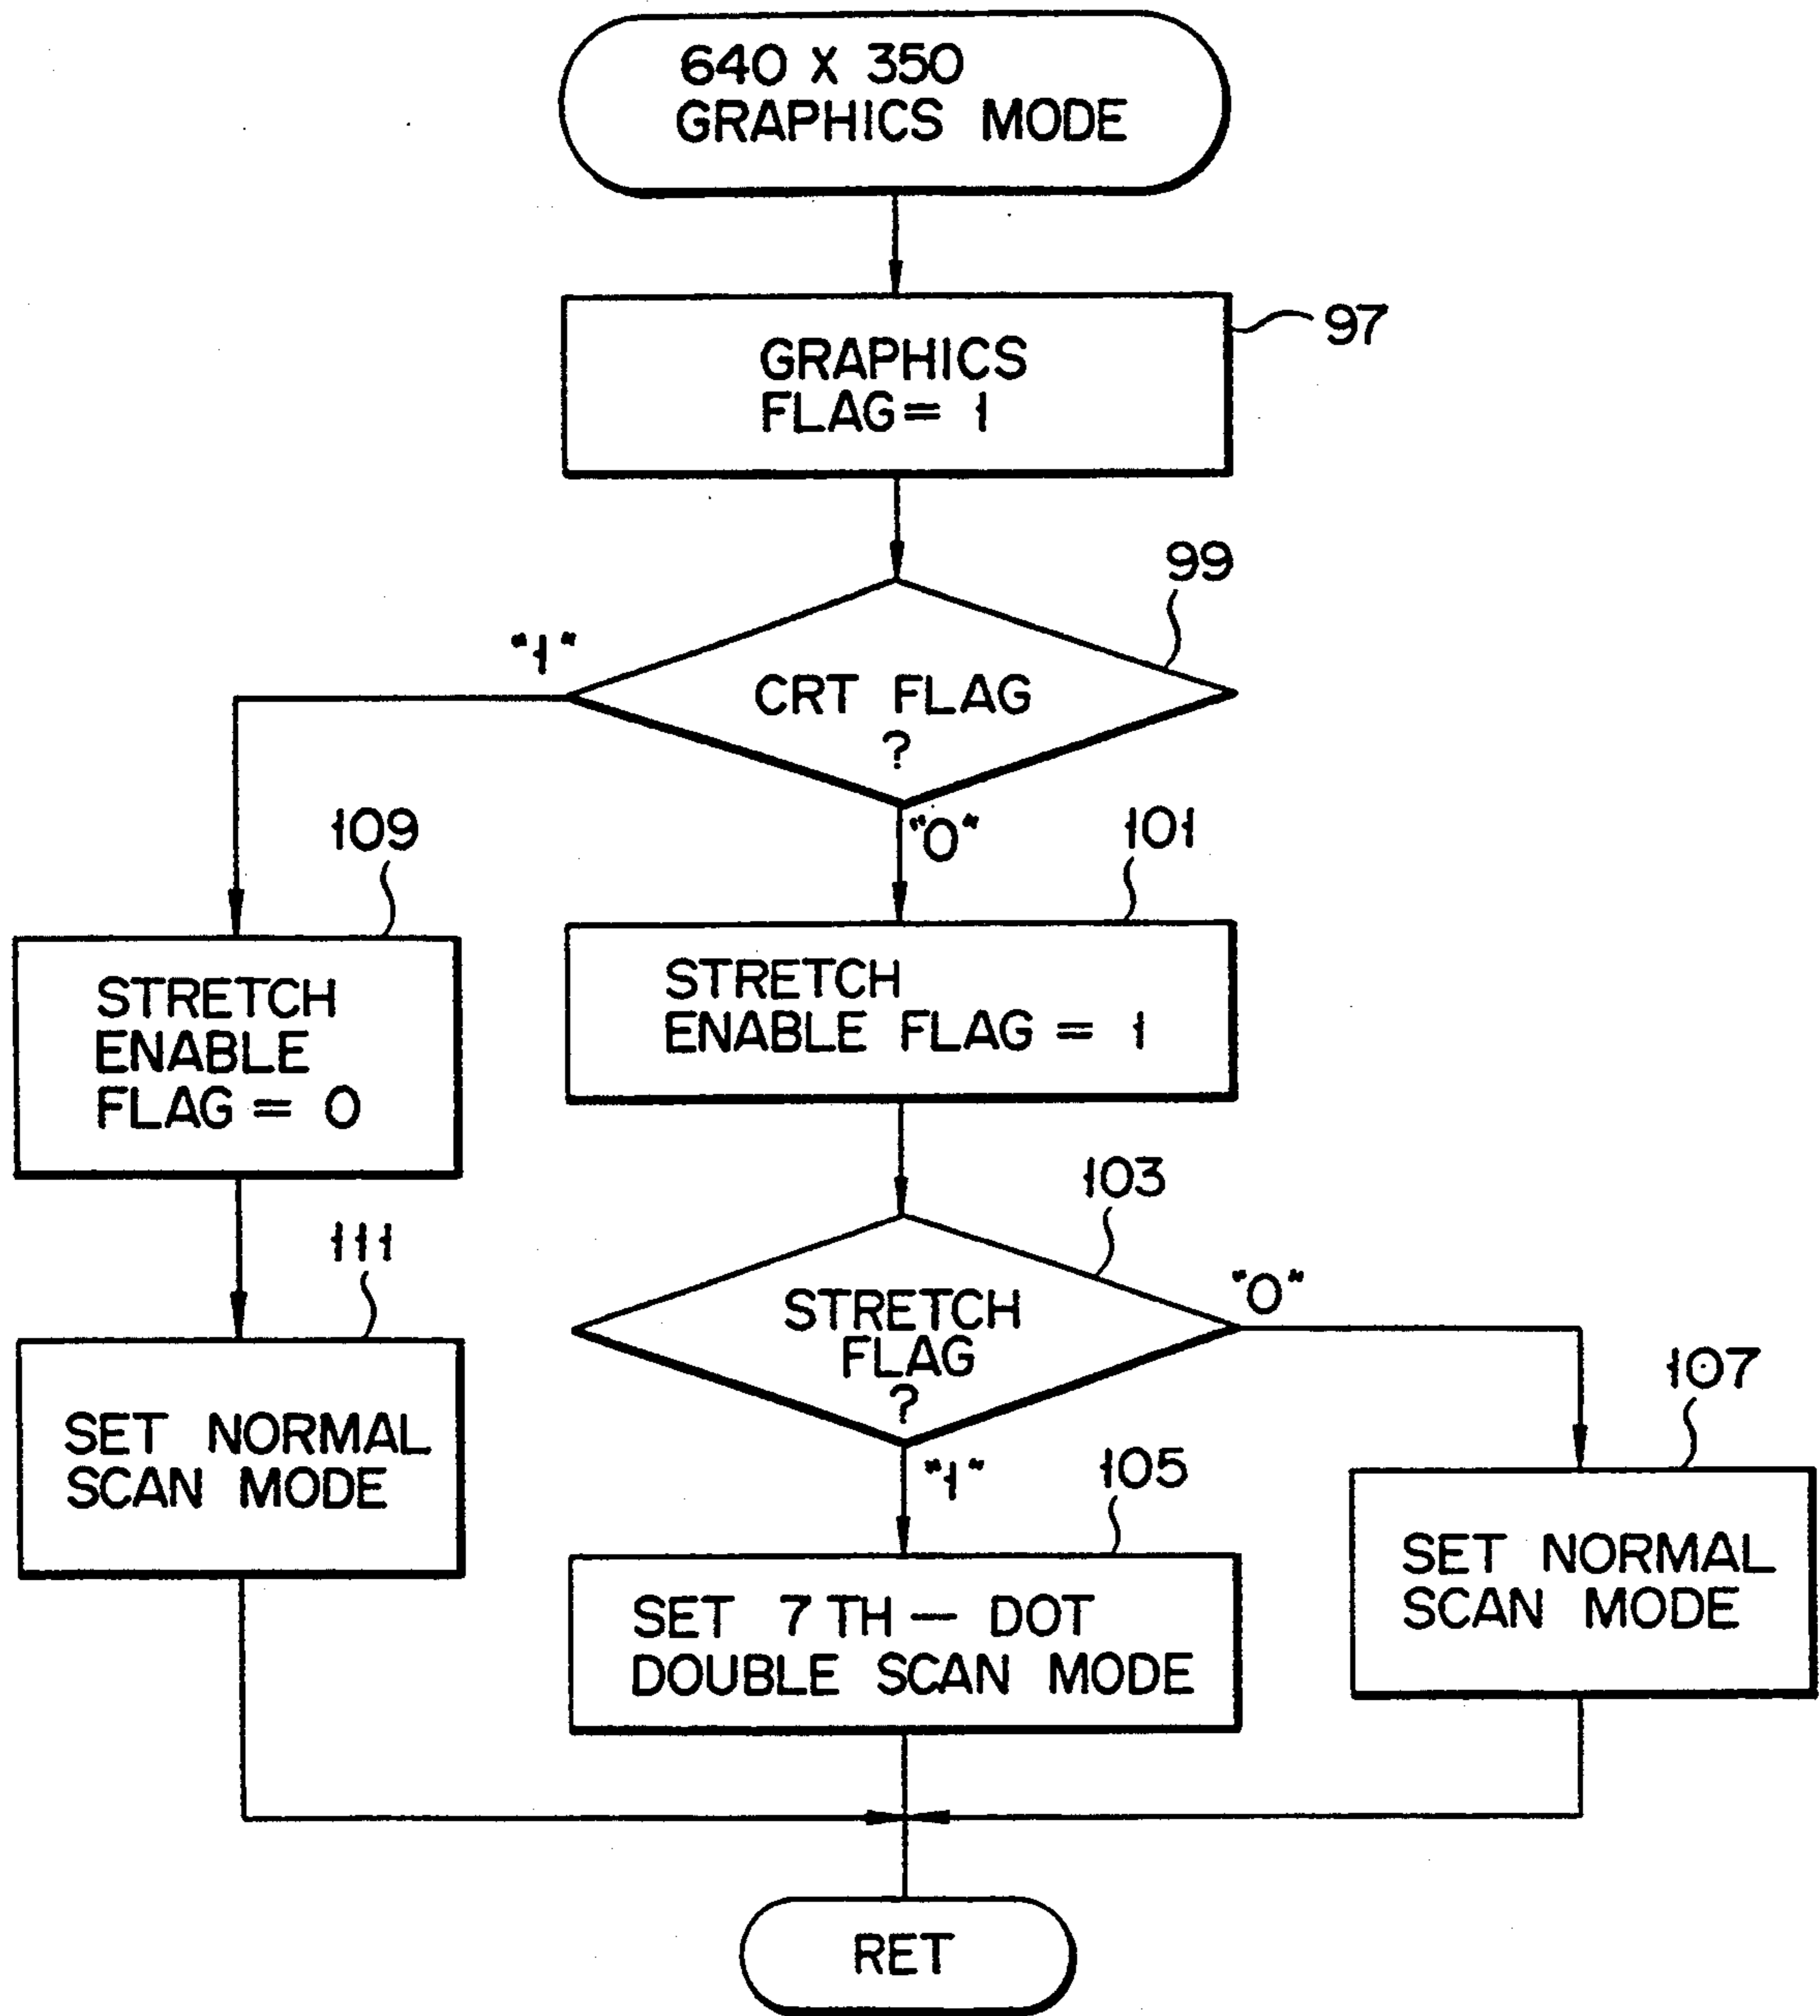 640 X 350
GRAPHICS MODE
97
GRAPHICS
FLAG = 1
99
"1"
CRT FLAG
?
"0"
109
101
STRETCH
ENABLE
FLAG = 0
STRETCH
ENABLE FLAG = 1
103
111
STRETCH
FLAG
?
"0"
107
"1"
105
SET NORMAL
SCAN MODE
SET 7 TH — DOT
DOUBLE SCAN MODE
SET NORMAL
SCAN MODE
RET